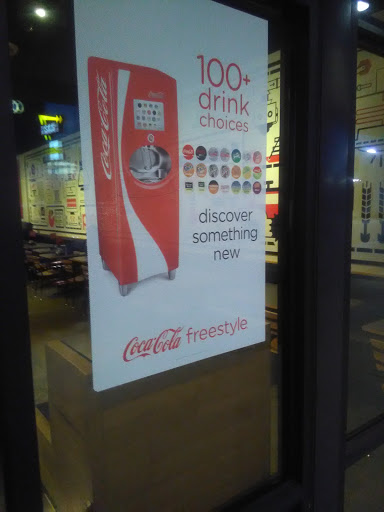 100+
drink
choices
Coca-Cola
discover
something
new
Coca-Cola freestyle